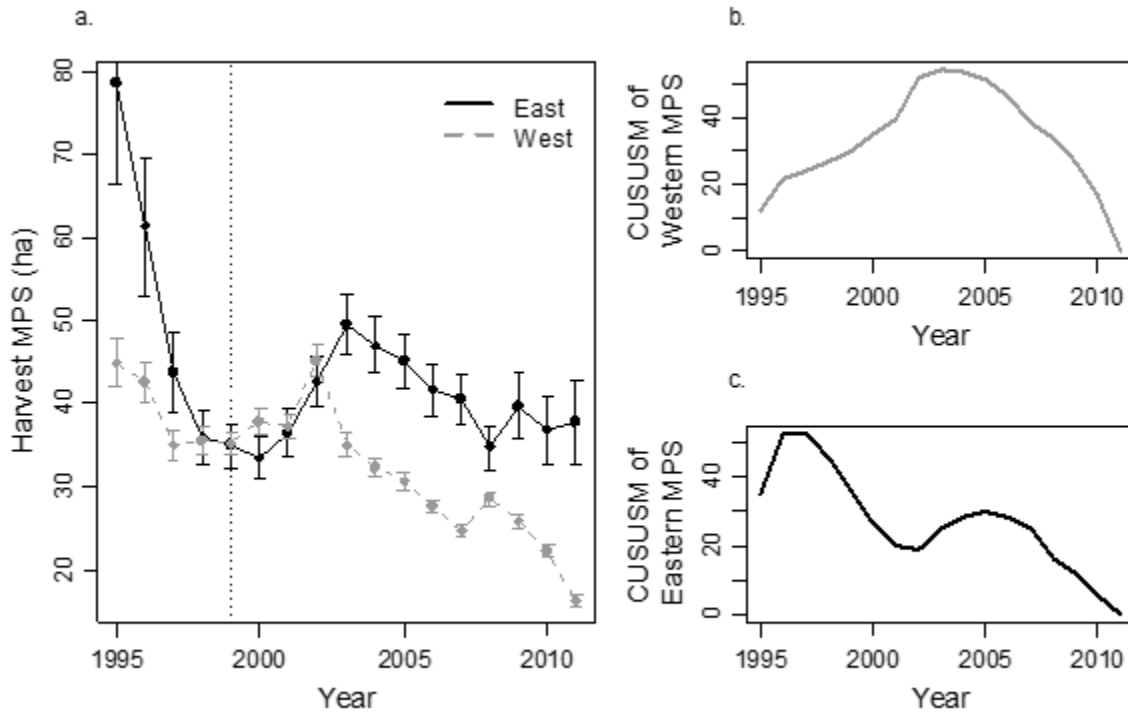 a.
Harvest MPS (ha)
80
70
60
50
40
30
20
East
West
1995
2000
2005
2010
Year
b.
CUSUSM of
Western MPS
40
20
0
1995
2000
2005
2010
Year
c.
CUSUSM of
Eastern MPS
40
20
0
1995
2000
2005
2010
Year